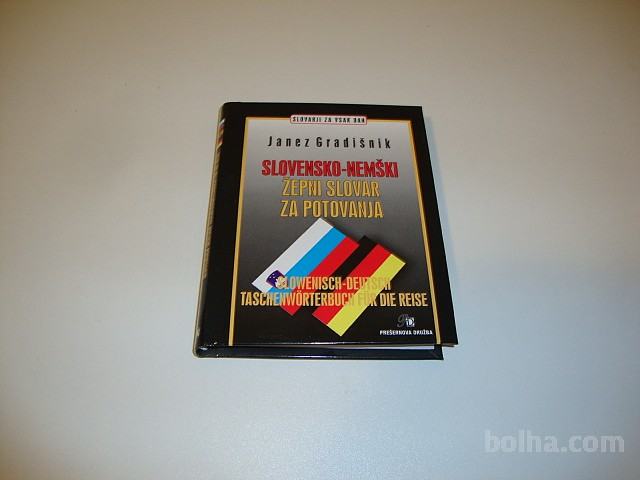 SLOVARJI ZA VSAK DAN
Janez Gradišnik
SLOVENSKO-NEMŠKI
ŽEPNI SLOVAR
ZA POTOVANJA
SLOWENISCH-DEUTSCH
TASCHENWÖRTERBUCH FÜR DIE REISE
PREŠERNOVA DRUŽBA
bolha.com